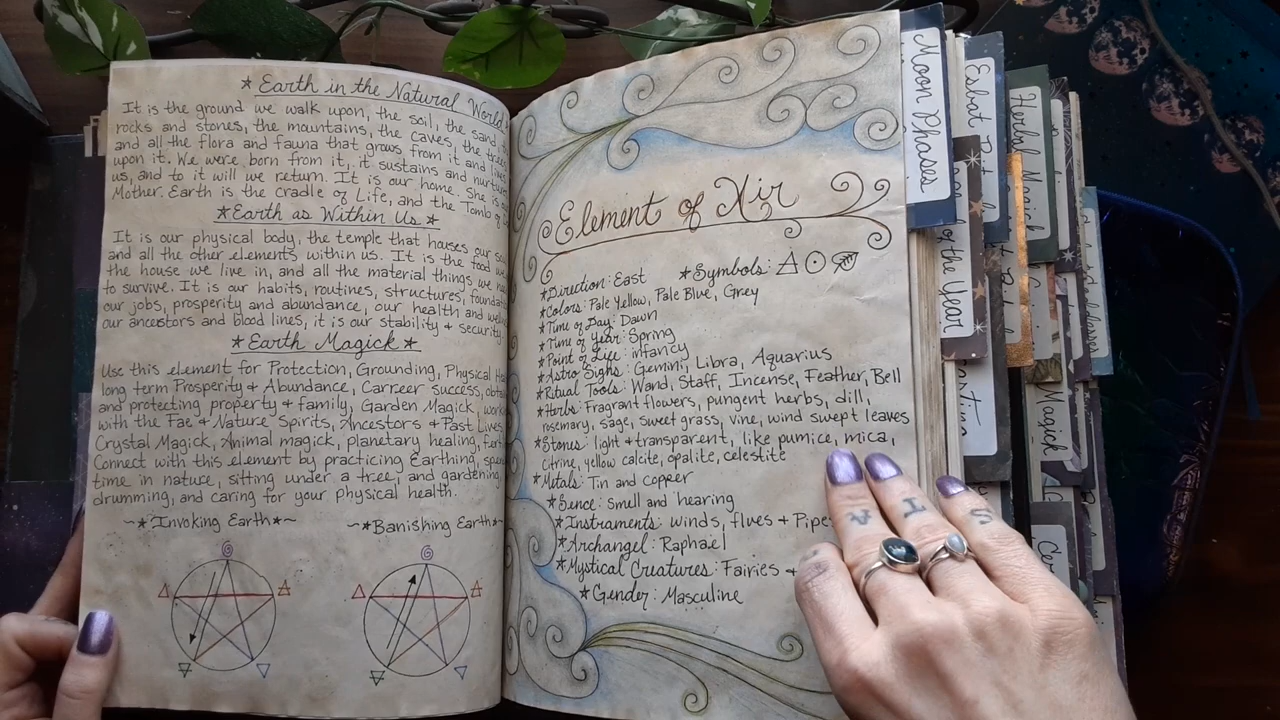 ★ Earth in the Natural World
It is the ground we walk upon, the soil, the sand,
rocks and stones, the mountains, the caves, the trees
and all the flora and fauna that grows from it and
upon it. We were born from it, it sustains and
us, and to it will we return. It is our home. She is
Mother. Earth is the cradle of Life, and the Tomb of
★Earth as Within Us★
It is our physical body, the temple that houses our
and all the other elements within us. It is the food we
the house we live in, and all the material things we
to survive. It is our habits, routines, structures,
our jobs, prosperity and abundance, our health and
our ancestors and blood lines, it is our stability + security
★Earth Magick★
Use this element for Protection, Grounding, Physical
long term Prosperity + Abundance, Carreer Success,
and protecting property + family, Garden Magick,
with the Fae + Nature Spirits, Ancestors + Past Lives
Crystal Magick, Animal magick, planetary healing,
Connect with this element by practicing Earthing,
time in nature, sitting under a tree, and gardening,
drumming, and caring for your physical health.
~★Invoking Earth★~
~★Banishing Earth★~
Element of Air
★Direction: East ★Symbols:
★Colors: Pale Yellow, Pale Blue, Grey
★Time of Day: Dawn
★Time of Year: Spring
★Point of Life: infancy
★Astro Signs: Gemini, Libra, Aquarius
★Ritual Tools: Wand, Staff, Incense, Feather, Bell
★Herbs: Fragrant flowers, pungent herbs, dill,
rosemary, sage, sweet grass, vine, wind swept leaves
★Stones: light + transparent, like pumice, mica,
citrine, yellow calcite, opalite, celestite
★Metals: Tin and copper
★Sence: smell and hearing
★Instraments: winds, flues + Pipes
★Archangel: Raphael
★Mystical Creatures: Fairies +
★Gender: Masculine
Moon Phases
Esbat
Herbal Magick
of the Year
Magick